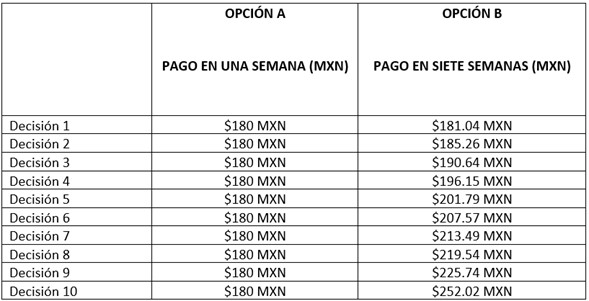 OPCIÓN A OPCIÓN B
PAGO EN UNA SEMANA (MXN) PAGO EN SIETE SEMANAS (MXN)
Decisión 1 $180 MXN $181.04 MXN
Decisión 2 $180 MXN $185.26 MXN
Decisión 3 $180 MXN $190.64 MXN
Decisión 4 $180 MXN $196.15 MXN
Decisión 5 $180 MXN $201.79 MXN
Decisión 6 $180 MXN $207.57 MXN
Decisión 7 $180 MXN $213.49 MXN
Decisión 8 $180 MXN $219.54 MXN
Decisión 9 $180 MXN $225.74 MXN
Decisión 10 $180 MXN $252.02 MXN